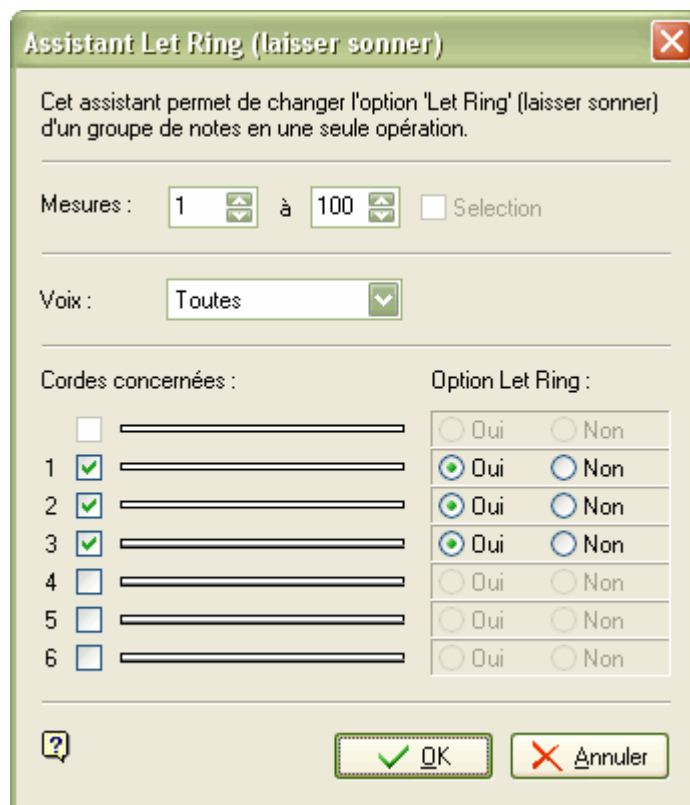 Assistant Let Ring (laisser sonner)
Cet assistant permet de changer l'option 'Let Ring' (laisser sonner)
d'un groupe de notes en une seule opération.
Mesures : 1 à 100 Selection
Voix : Toutes
Cordes concernées : Option Let Ring :
Oui Non
1 Oui Non
2 Oui Non
3 Oui Non
4 Oui Non
5 Oui Non
6 Oui Non
? OK Annuler